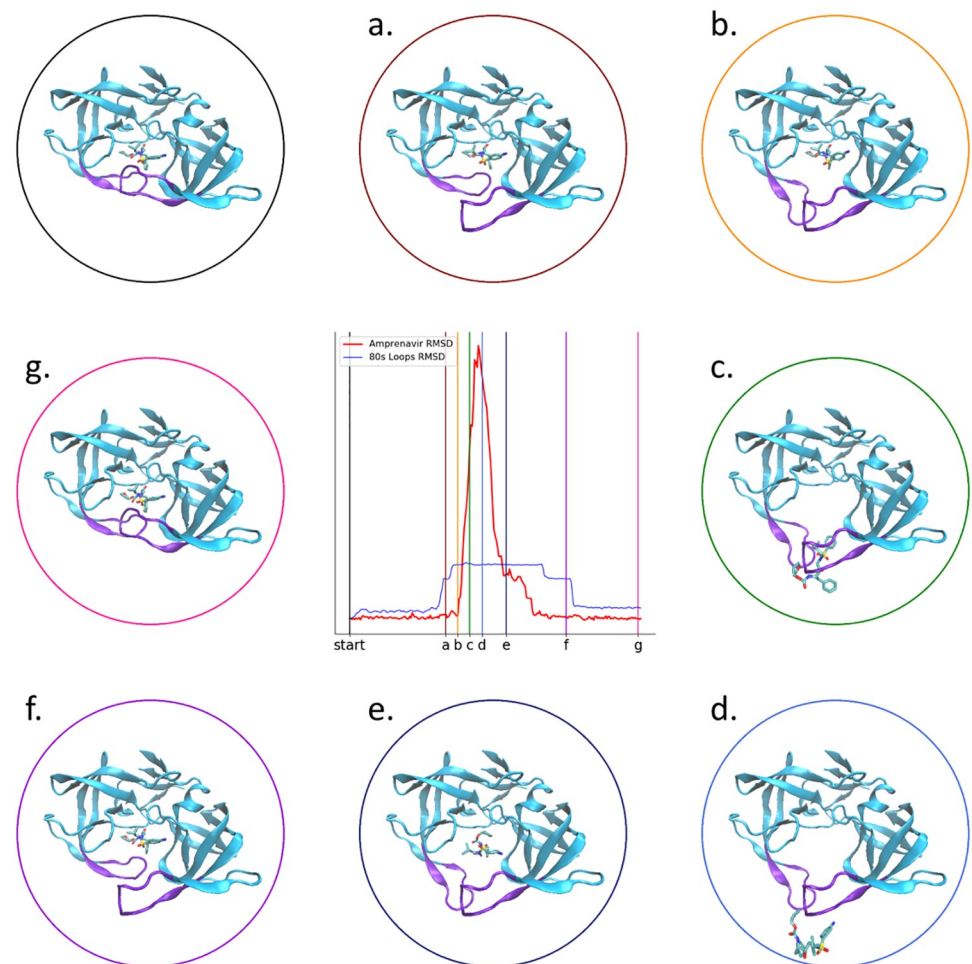 a.
b.
g.
c.
Amprenavir RMSD
80s Loops RMSD
start a b c d e f g
f.
e.
d.